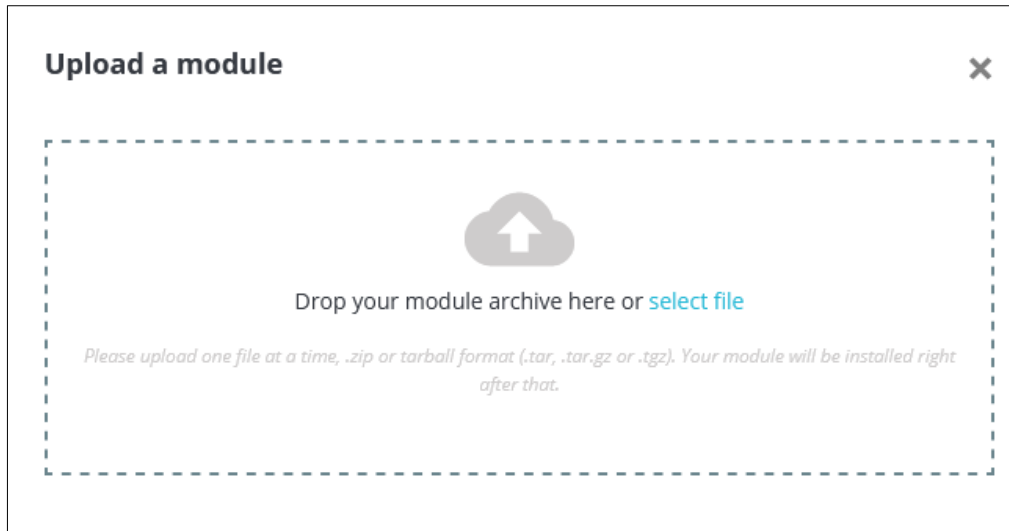 Upload a module
Drop your module archive here or select file
Please upload one file at a time, .zip or tarball format (.tar, .tar.gz or .tgz). Your module will be installed right
after that.